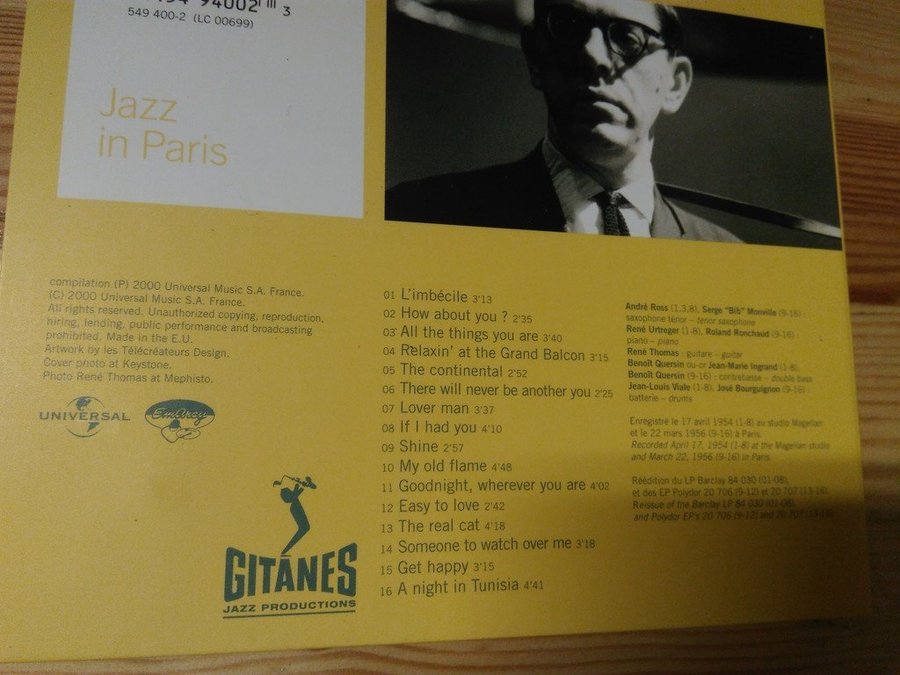 94002 3
549 400-2 (LC 00699)
Jazz
in Paris
compilation (P) 2000 Universal Music S.A. France.
(C) 2000 Universal Music S.A. France.
All rights reserved. Unauthorized copying, reproduction,
hiring, lending, public performance and broadcasting
prohibited. Made in the E.U.
Artwork by les Télécréateurs Design.
Cover photo at Keystone.
Photo René Thomas at Mephisto.
UNIVERSAL
EmArcy
GITANES
JAZZ PRODUCTIONS
01 L'imbécile 3'13
02 How about you ? 2'35
03 All the things you are 3'40
04 Relaxin' at the Grand Balcon 3'15
05 The continental 2'52
06 There will never be another you 2'25
07 Lover man 3'37
08 If I had you 4'10
09 Shine 2'57
10 My old flame 4'48
11 Goodnight, wherever you are 4'02
12 Easy to love 2'42
13 The real cat 4'18
14 Someone to watch over me 3'18
15 Get happy 3'15
16 A night in Tunisia 4'41
André Ross (1,3,8), Serge "Bib" Monville (9-16) :
saxophone ténor – tenor saxophone
René Urtreger (1-8), Roland Ronchaud (9-16) :
piano – piano
René Thomas : guitare – guitar
Benoît Quersin ou-or Jean-Marie Ingrand (1-8),
Benoît Quersin (9-16) : contrebasse – double bass
Jean-Louis Viale (1-8), José Bourguignon (9-16) :
batterie – drums
Enregistré le 17 avril 1954 (1-8) au studio Magellan
et le 22 mars 1956 (9-16) à Paris.
Recorded April 17, 1954 (1-8) at the Magellan studio
and March 22, 1956 (9-16) in Paris.
Réédition du LP Barclay 84 030 (01-08),
et des EP Polydor 20 706 (9-12) et 20 707 (13-16).
Reissue of the Barclay LP 84 030 (01-08),
and Polydor EP's 20 706 (9-12) and 20 707 (13-16).